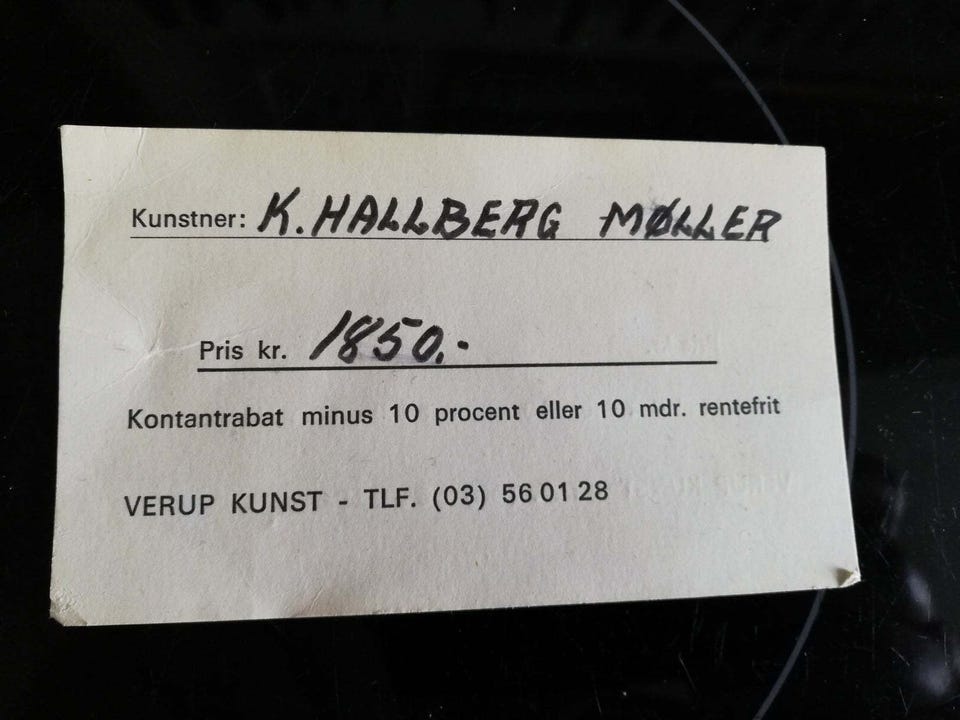 Kunstner: K. HALLBERG MØLLER
Pris kr. 1850.-
Kontantrabat minus 10 procent eller 10 mdr. rentefrit
VERUP KUNST - TLF. (03) 56 01 28